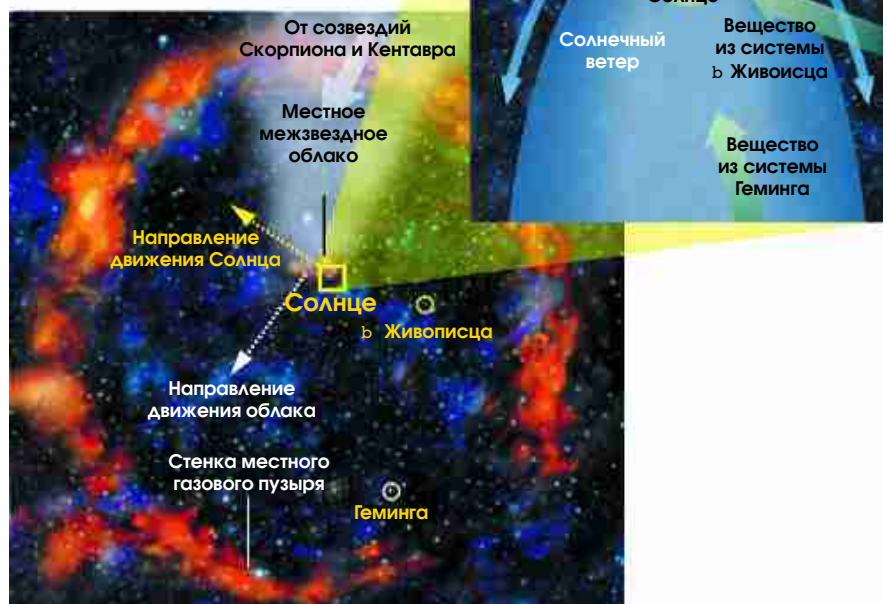 Солнце
От созвездий
Скорпиона и Кентавра
Местное
межзвездное
облако
Солнечный
ветер
Вещество
из системы
b Живоисца
Вещество
из системы
Геминга
Направление
движения Солнца
Солнце
b Живописца
Направление
движения облака
Стенка местного
газового пузыря
Геминга